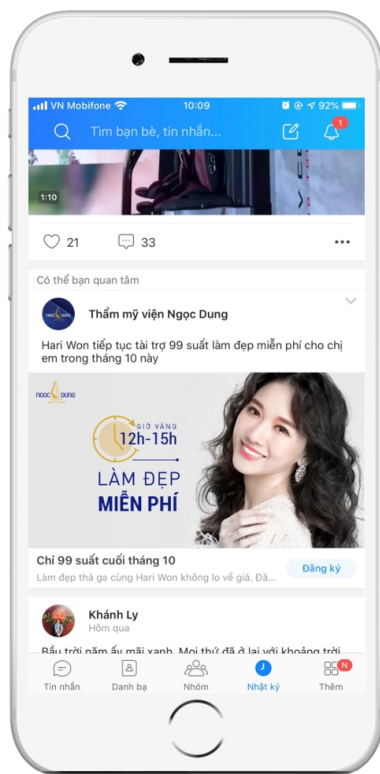 VN Mobifone 10:09 92%
Tìm bạn bè, tin nhắn... 1
1:10
21 33
Có thể bạn quan tâm
Thẩm mỹ viện Ngọc Dung
Hari Won tiếp tục tài trợ 99 suất làm đẹp miễn phí cho chị
em trong tháng 10 này
NGỌC DUNG
GIỜ VÀNG
12h-15h
LÀM ĐẸP
MIỄN PHÍ
Chỉ 99 suất cuối tháng 10
Làm đẹp thả ga cùng Hari Won không lo về giá. Đã...
Đăng ký
Khánh Ly
Hôm qua
Bầu trời năm ấy mãi xanh. Mọi thứ đã ở lại với khoảng trời
N
Tin nhắn Danh bạ Nhóm Nhật ký Thêm